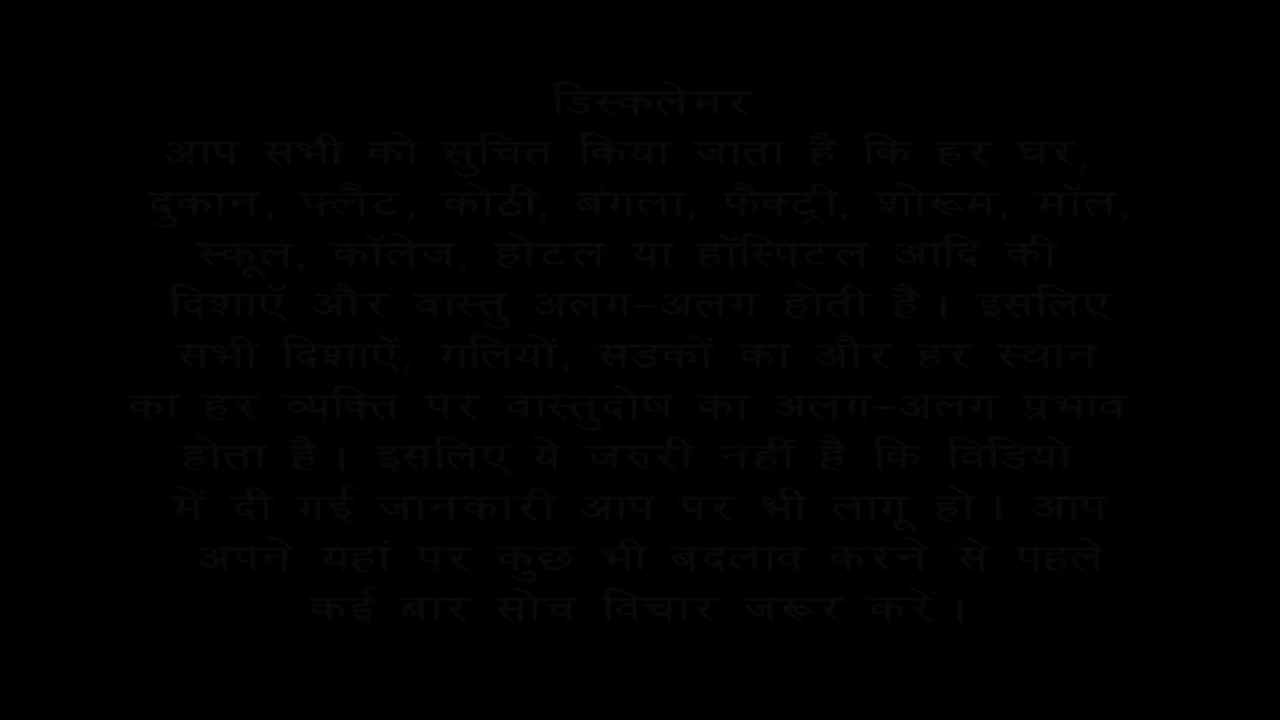 डिस्कलेमर
आप सभी को सुचित किया जाता है कि हर घर,
दुकान, फ्लैट, कोठी, बंगला, फैक्ट्री, शोरूम, मॉल,
स्कूल, कॉलेज, होटल या हॉस्पिटल आदि की
दिशाएँ और वास्तु अलग–अलग होती है। इसलिए
सभी दिशाएँ, गलियों, सडकों का और हर स्थान
का हर व्यक्ति पर वास्तुदोष का अलग–अलग प्रभाव
होता है। इसलिए ये जरुरी नहीं है कि विडियो
में दी गई जानकारी आप पर भी लागू हो। आप
अपने यहां पर कुछ भी बदलाव करने से पहले
कई बार सोच विचार जरूर करें।